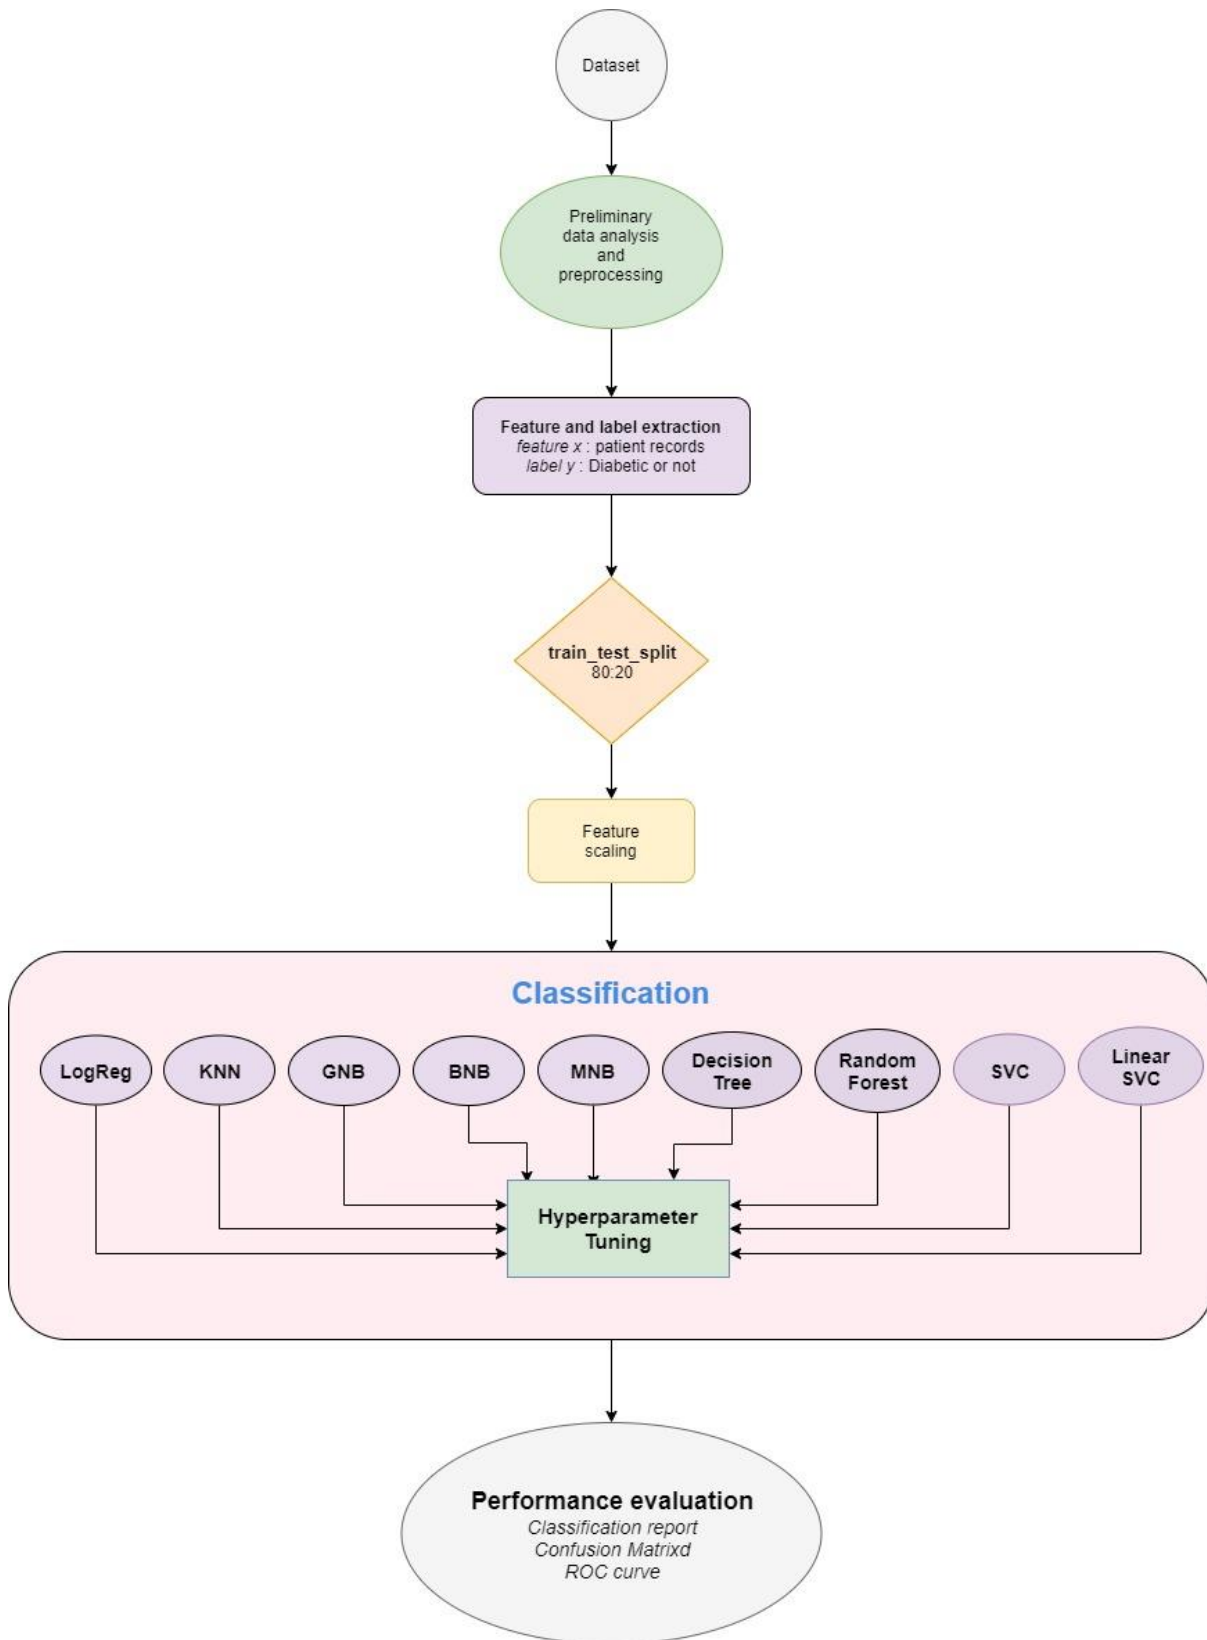 Dataset
Preliminary
data analysis
and
preprocessing
Feature and label extraction
feature x : patient records
label y : Diabetic or not
train_test_split
80:20
Feature
scaling
Classification
LogReg
KNN
GNB
BNB
MNB
Decision
Tree
Random
Forest
SVC
Linear
SVC
Hyperparameter
Tuning
Performance evaluation
Classification report
Confusion Matrixd
ROC curve